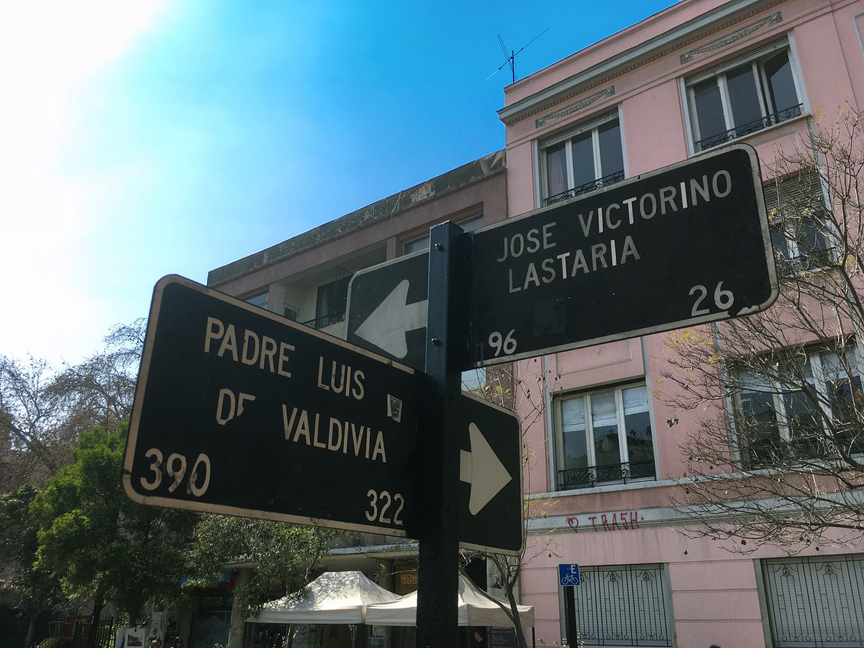 JOSE VICTORINO
LASTARIA
96 26
PADRE LUIS
DE VALDIVIA
390 322
TRASH
E